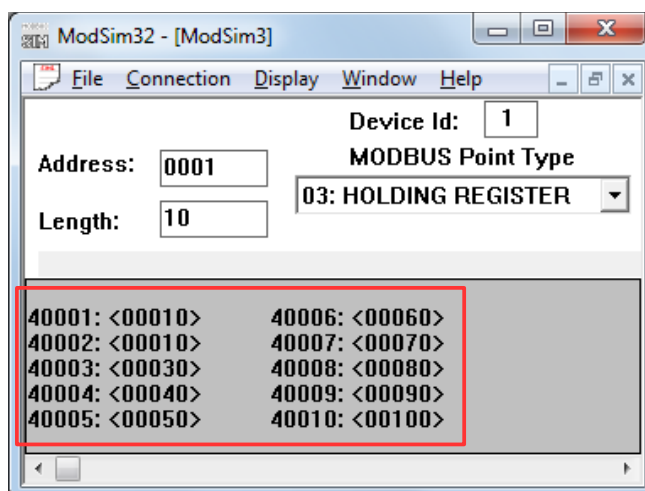 ModSim32 - [ModSim3]
File Connection Display Window Help
Device Id: 1
Address: 0001
MODBUS Point Type
03: HOLDING REGISTER
Length: 10
40001: <00010> 40006: <00060>
40002: <00010> 40007: <00070>
40003: <00030> 40008: <00080>
40004: <00040> 40009: <00090>
40005: <00050> 40010: <00100>